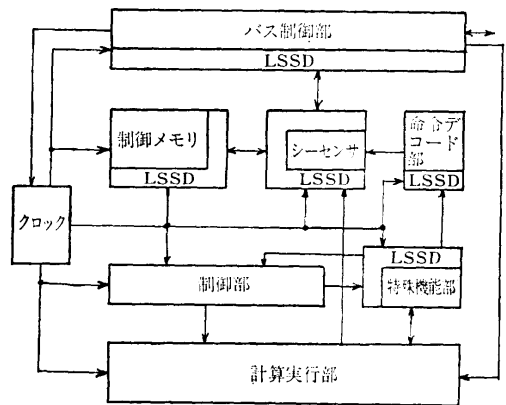 バス制御部
LSSD
制御メモリ
LSSD
シーセンサ
LSSD
命令デ
コード
部
LSSD
クロック
LSSD
特殊機能部
制御部
計算実行部